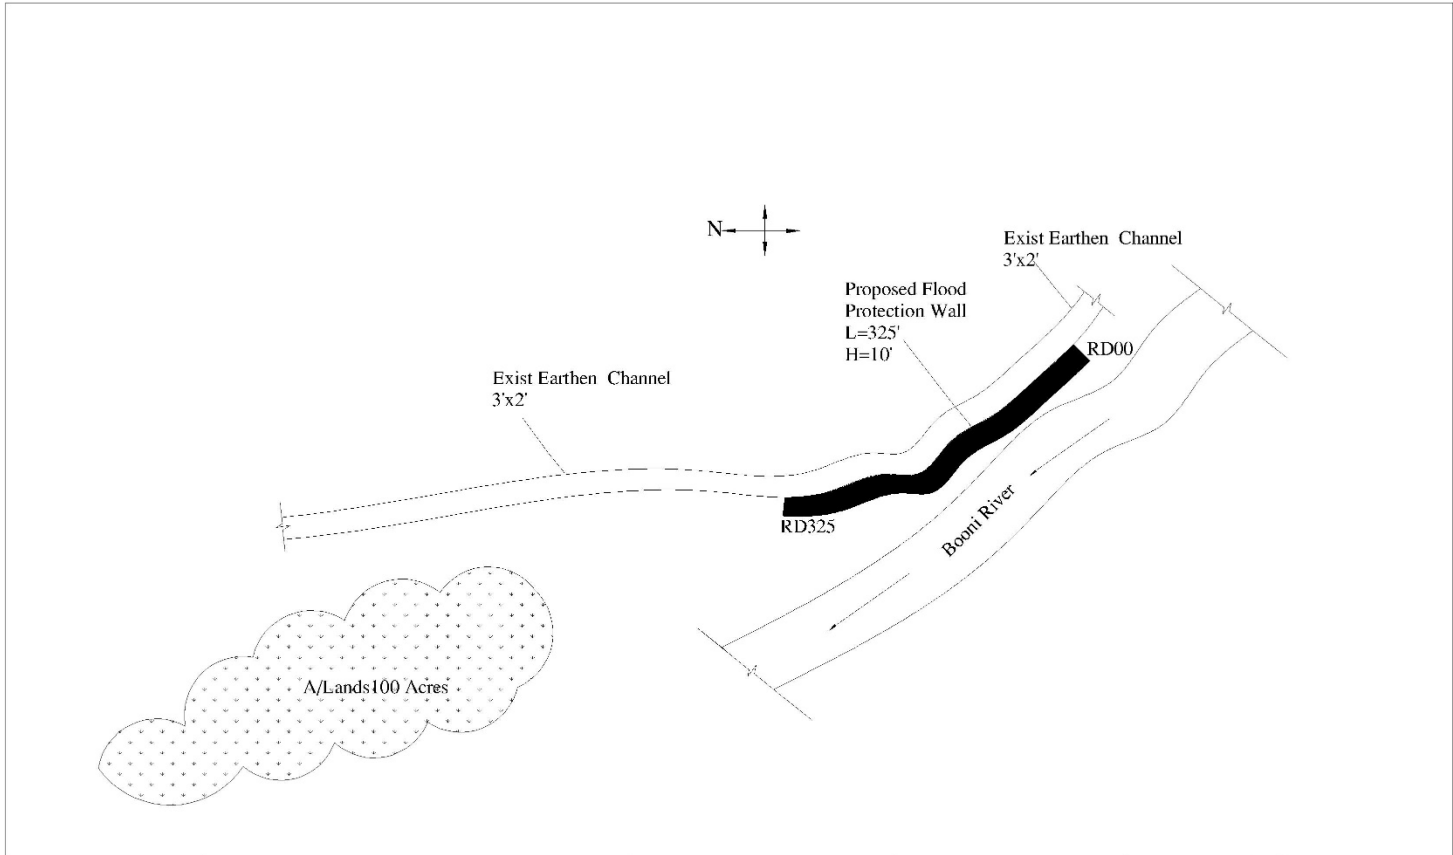 N
Exist Earthen Channel
3'x2'
Proposed Flood
Protection Wall
L=325'
H=10'
RD00
Exist Earthen Channel
3'x2'
RD325
Booni River
A/Lands100 Acres